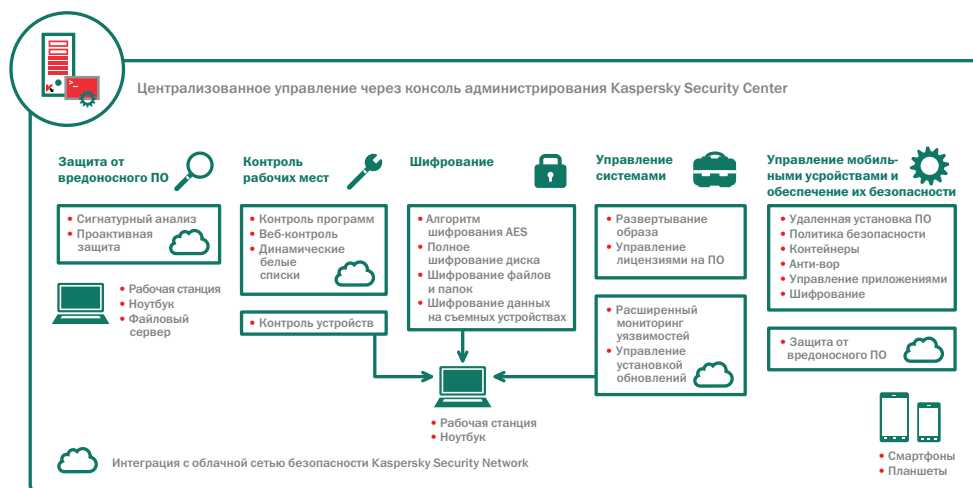 Централизованное управление через консоль администрирования Kaspersky Security Center
Защита от
вредоносного ПО
• Сигнатурный анализ
• Проактивная
защита
• Рабочая станция
• Ноутбук
• Файловый
сервер
Контроль
рабочих мест
• Контроль программ
• Веб-контроль
• Динамические
белые
списки
• Контроль устройств
Шифрование
• Алгоритм
шифрования AES
• Полное
шифрование диска
• Шифрование файлов
и папок
• Шифрование данных
на съемных устройствах
• Рабочая станция
• Ноутбук
Управление
системами
• Развертывание
образа
• Управление
лицензиями на ПО
• Расширенный
мониторинг
уязвимостей
• Управление
установкой
обновлений
Управление мобиль-
ными усройствами и
обеспечение их безопасности
• Удаленная установка ПО
• Политика безопасности
• Контейнеры
• Анти-вор
• Управление приложениями
• Шифрование
• Защита от
вредоносного ПО
• Смартфоны
• Планшеты
Интеграция с облачной сетью безопасности Kaspersky Security Network